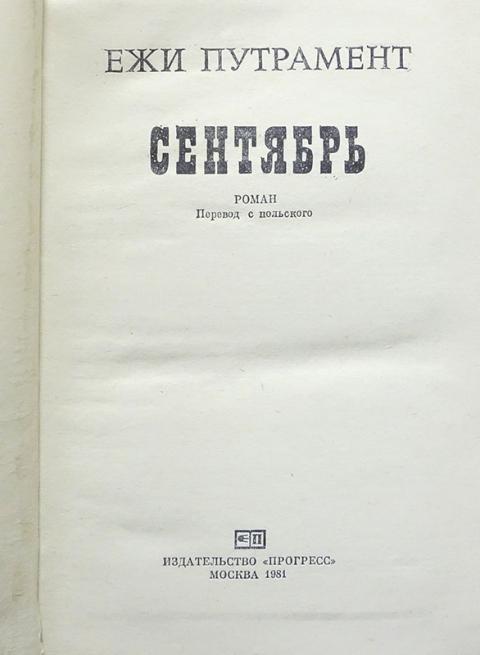 ЕЖИ ПУТРАМЕНТ
СЕНТЯБРЬ
РОМАН
Перевод с польского
ИЗДАТЕЛЬСТВО «ПРОГРЕСС»
МОСКВА 1981